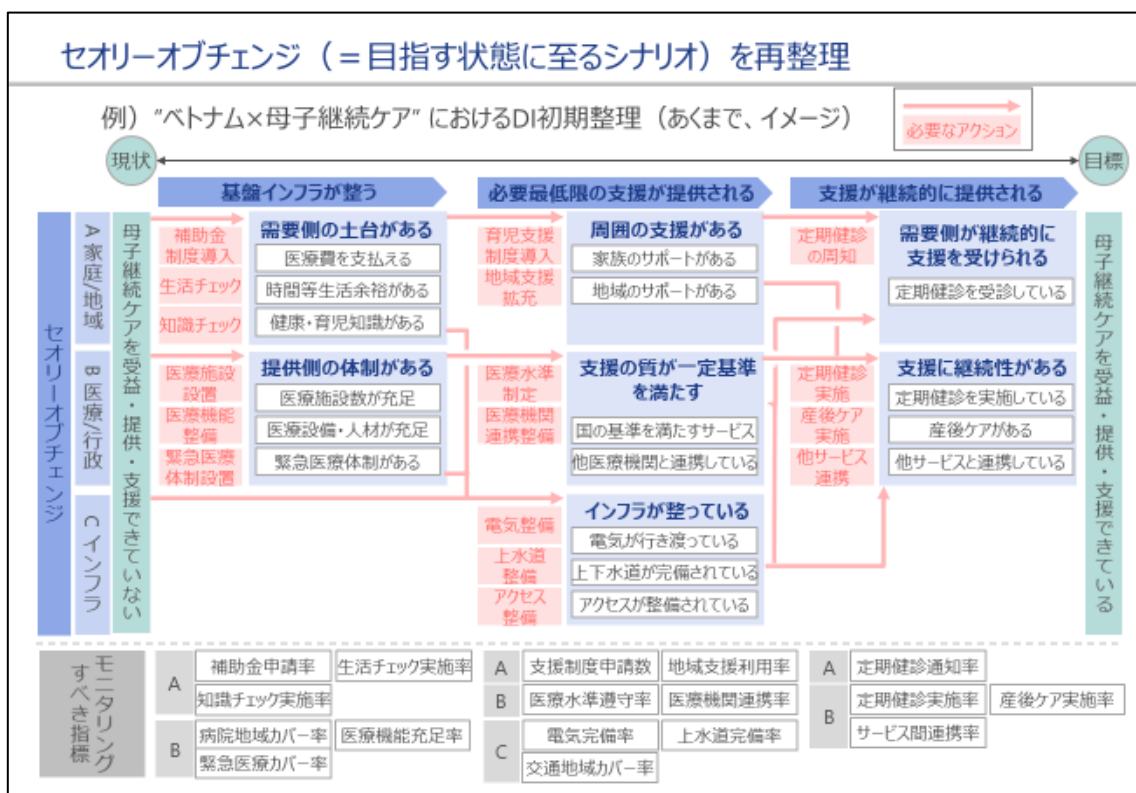 セオリーオブチェンジ（＝目指す状態に至るシナリオ）を再整理
例）“ベトナム×母子継続ケア” におけるDI初期整理（あくまで、イメージ）
必要なアクション
現状
目標
基盤インフラが整う
必要最低限の支援が提供される
支援が継続的に提供される
セオリーオブチェンジ
A 家庭/地域
B 医療/行政
C インフラ
母子継続ケアを受益・提供・支援できていない
補助金
制度導入
生活チェック
知識チェック
需要側の土台がある
医療費を支払える
時間等生活余裕がある
健康・育児知識がある
育児支援
制度導入
地域支援
拡充
周囲の支援がある
家族のサポートがある
地域のサポートがある
定期健診
の周知
需要側が継続的に
支援を受けられる
定期健診を受診している
医療施設
設置
医療機能
整備
緊急医療
体制設置
提供側の体制がある
医療施設数が充足
医療設備・人材が充足
緊急医療体制がある
医療水準
制定
医療機関
連携整備
支援の質が一定基準
を満たす
国の基準を満たすサービス
他医療機関と連携している
定期健診
実施
産後ケア
実施
他サービス
連携
支援に継続性がある
定期健診を実施している
産後ケアがある
他サービスと連携している
電気整備
上水道
整備
アクセス
整備
インフラが整っている
電気が行き渡っている
上下水道が完備されている
アクセスが整備されている
母子継続ケアを受益・提供・支援できている
モニタリング
すべき指標
A
補助金申請率
生活チェック実施率
知識チェック実施率
B
病院地域カバー率
医療機能充足率
緊急医療カバー率
A
支援制度申請数
地域支援利用率
B
医療水準遵守率
医療機関連携率
C
電気完備率
上水道完備率
交通地域カバー率
A
定期健診通知率
B
定期健診実施率
産後ケア実施率
サービス間連携率